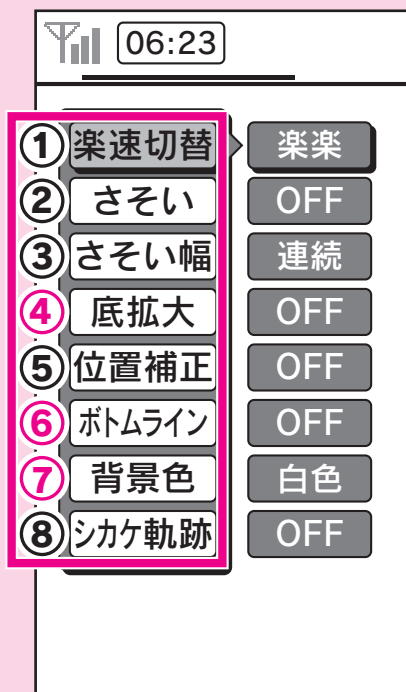 06:23
①楽速切替 楽楽
②さそい OFF
③さそい幅 連続
④底拡大 OFF
⑤位置補正 OFF
⑥ボトムライン OFF
⑦背景色 白色
⑧シカケ軌跡 OFF